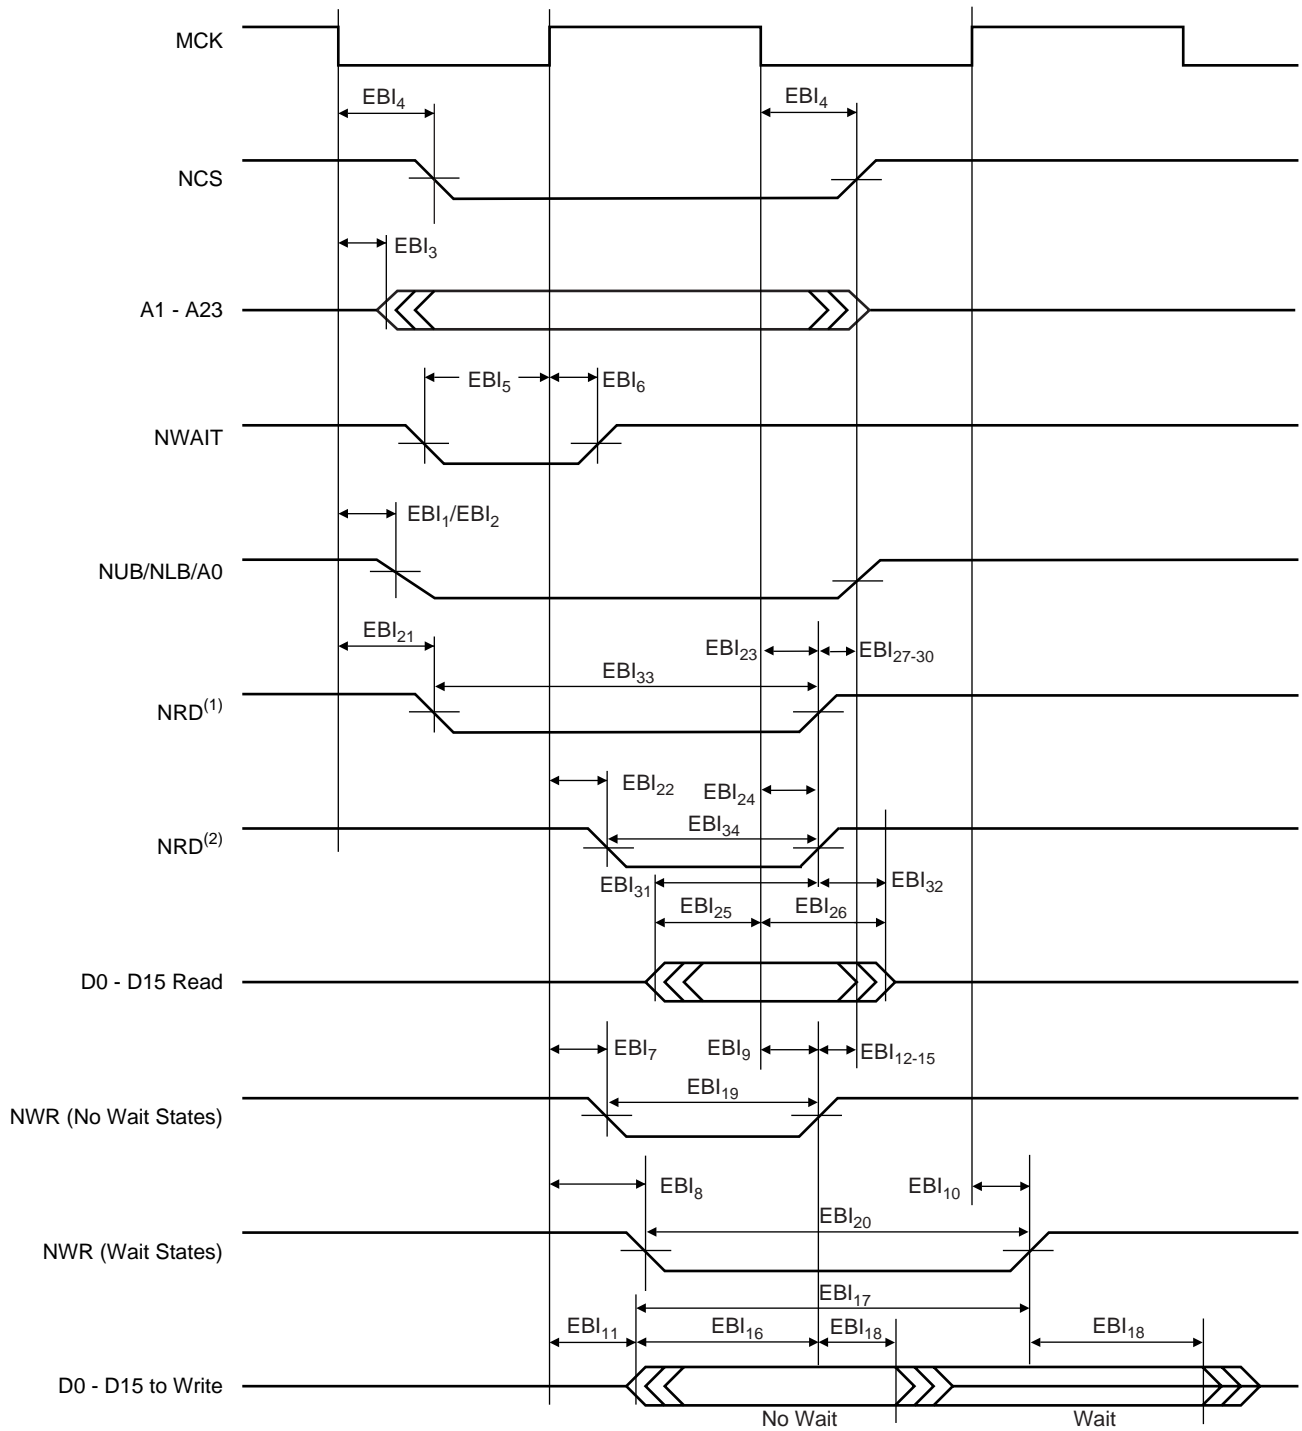 MCK
EBI4 EBI4
NCS
EBI3
A1 - A23
EBI5 EBI6
NWAIT
EBI1/EBI2
NUB/NLB/A0
EBI21 EBI23 EBI27-30
EBI33
NRD(1)
EBI22 EBI24
EBI34
NRD(2)
EBI31 EBI32
EBI25 EBI26
D0 - D15 Read
EBI7 EBI9 EBI12-15
EBI19
NWR (No Wait States)
EBI8 EBI10
EBI20
NWR (Wait States)
EBI17
EBI11 EBI16 EBI18 EBI18
D0 - D15 to Write
No Wait Wait